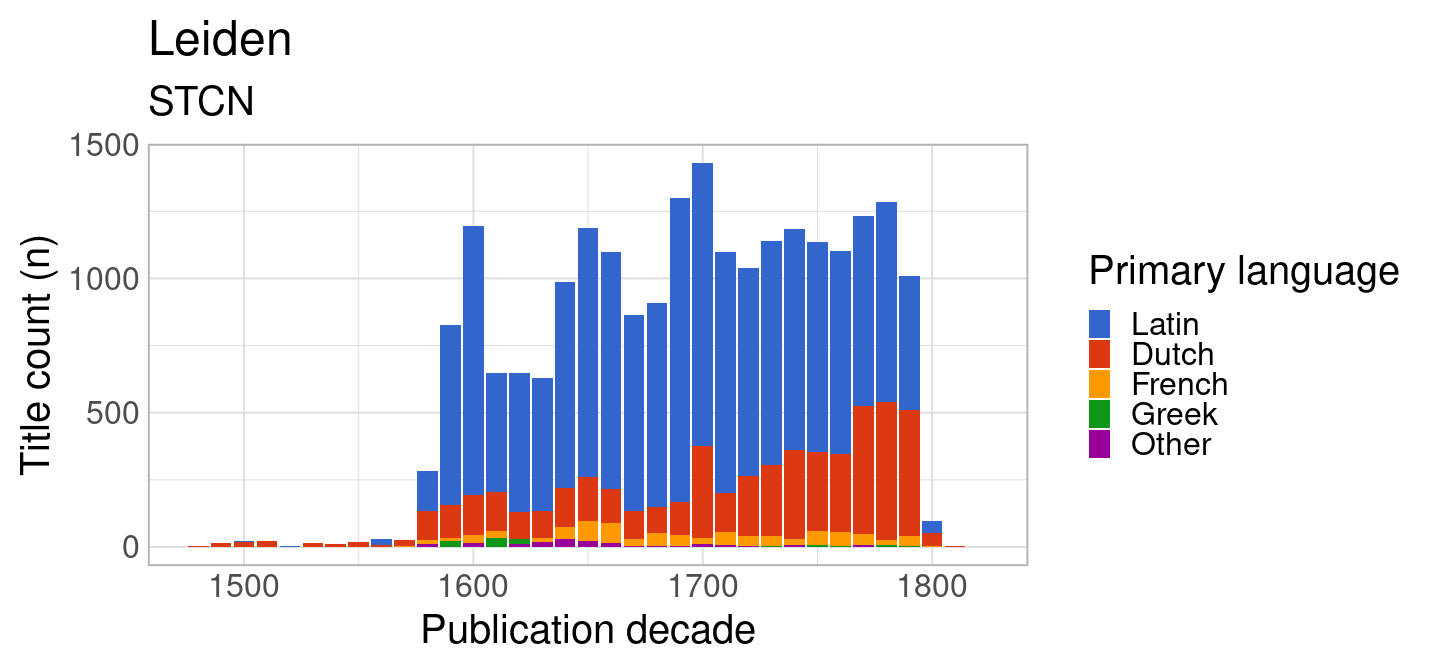 Leiden
STCN
1500
1000
500
0
Title count (n)
1500 1600 1700 1800
Publication decade
Primary language
Latin
Dutch
French
Greek
Other